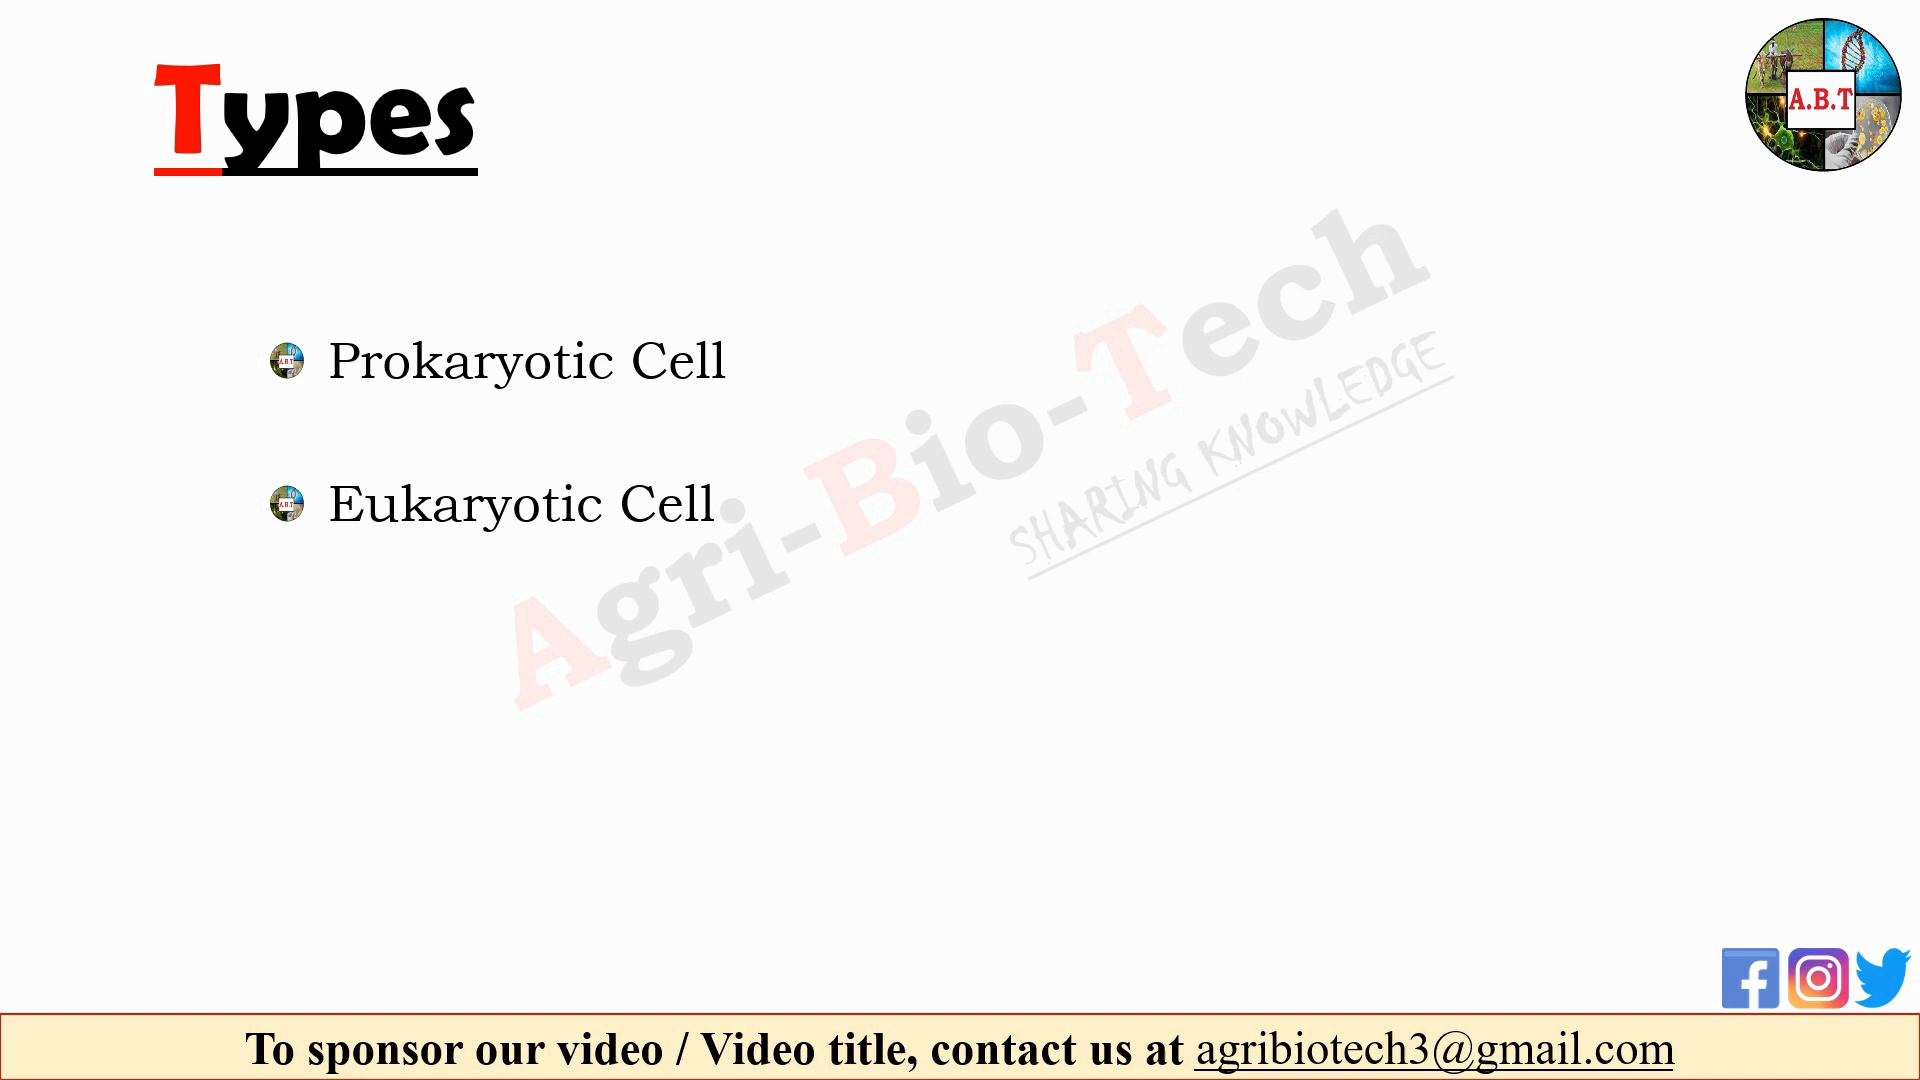 Types
A.B.T
Prokaryotic Cell
Eukaryotic Cell
Agri-Bio-Tech
SHARING KNOWLEDGE
To sponsor our video / Video title, contact us at agribiotech3@gmail.com